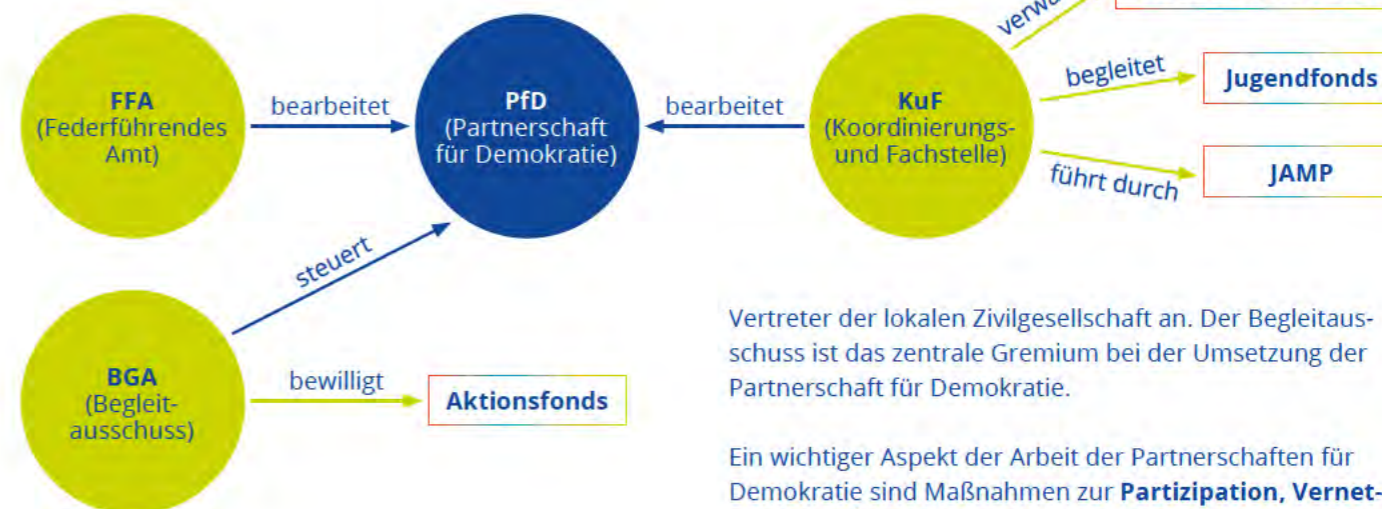 FFA
(Federführendes
Amt)
bearbeitet
PfD
(Partnerschaft
für Demokratie)
bearbeitet
KuF
(Koordinierungs-
und Fachstelle)
begleitet
Jugendfonds
führt durch
JAMP
steuert
BGA
(Begleit-
ausschuss)
bewilligt
Aktionsfonds
Vertreter der lokalen Zivilgesellschaft an. Der Begleitaus-
schuss ist das zentrale Gremium bei der Umsetzung der
Partnerschaft für Demokratie.
Ein wichtiger Aspekt der Arbeit der Partnerschaften für
Demokratie sind Maßnahmen zur Partizipation, Vernet-